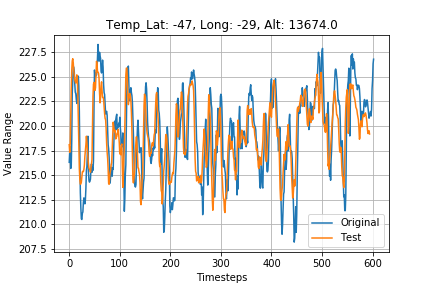 Temp_Lat: -47, Long: -29, Alt: 13674.0
Value Range
227.5
225.0
222.5
220.0
217.5
215.0
212.5
210.0
207.5
0 100 200 300 400 500 600
Timesteps
Original
Test